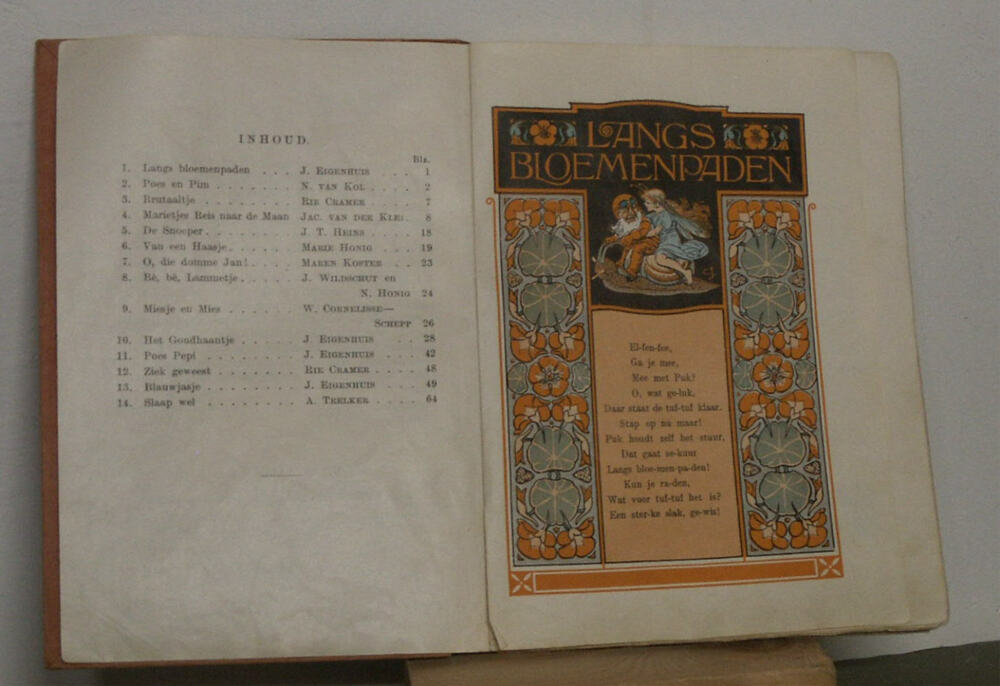 INHOUD.
Blz.
1. Langs bloemenpaden . . . J. EIGENHUIS . . 1
2. Poes en Pim . . . . . . . N. VAN KOL . . . . 2
3. Brutaaltje . . . . . . . . RIE CRAMER . . . . 7
4. Marietjes Reis naar de Maan JAC. VAN DER KLEI . 8
5. De Snoeper . . . . . . . . J. T. HEINS . . . . 18
6. Van een Haasje . . . . . . MARIE HONIG . . . 19
7. O, die domme Jan! . . . . MAREN KOSTER . . 23
8. Bè, bè, Lammetje . . . . . J. WILDSCHUT en
N. HONIG 24
9. Miesje en Mies . . . . . . W. CORNELISSE—
SCHEPP 26
10. Het Goudhaantje . . . . . J. EIGENHUIS . . 28
11. Poes Pepi . . . . . . . . J. EIGENHUIS . . 42
12. Ziek geweest . . . . . . . RIE CRAMER . . . . 48
13. Blauwjasje . . . . . . . . J. EIGENHUIS . . 49
14. Slaap wel . . . . . . . . A. TRELKER . . . . 64
LANGS
BLOEMENPADEN
El-fen-fee,
Ga je mee,
Mee met Puk?
O, wat ge-luk,
Daar staat de tuf-tuf klaar.
Stap op nu maar!
Puk houdt zelf het stuur,
Dat gaat se-kuur
Langs bloe-men-pa-den!
Kun je ra-den,
Wat voor tuf-tuf het is?
Een ster-ke slak, ge-wis!